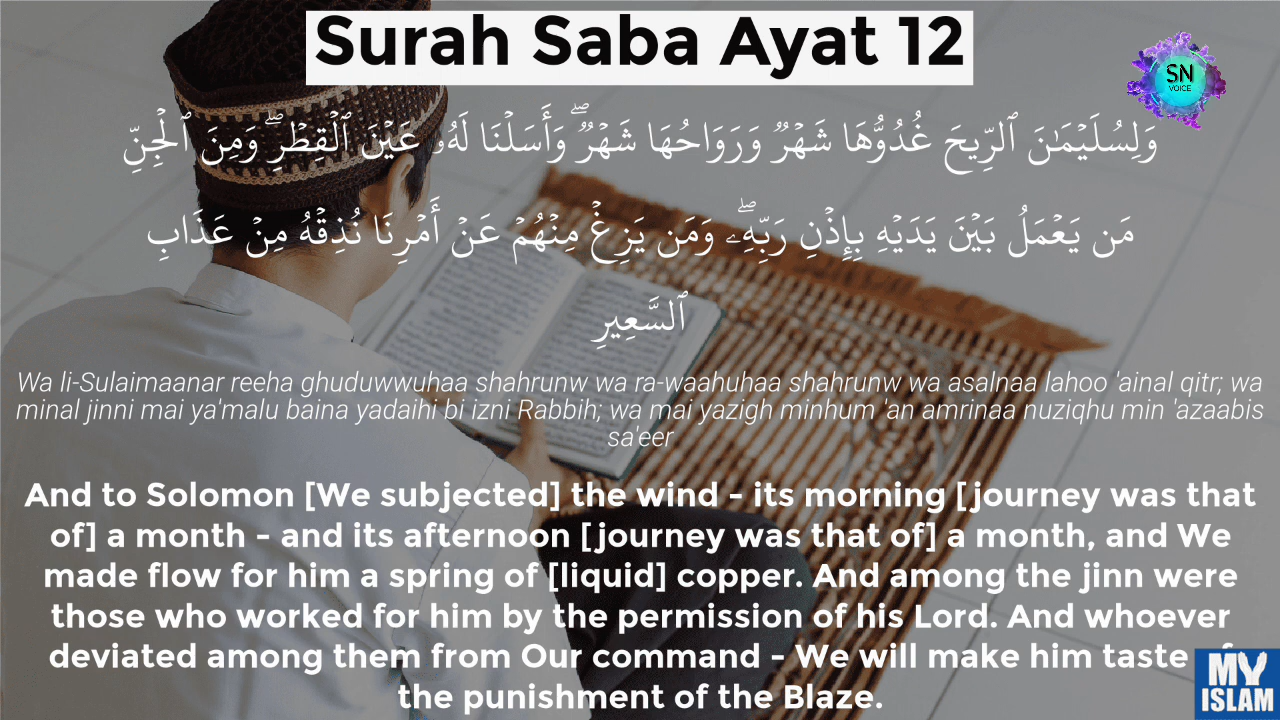 Surah Saba Ayat 12
SN
VOICE
وَلِسُلَيْمَـٰنَ ٱلرِّيحَ غُدُوُّهَا شَهْرٌ وَرَوَاحُهَا شَهْرٌ ۖ وَأَسَلْنَا لَهُۥ عَيْنَ ٱلْقِطْرِ ۖ وَمِنَ ٱلْجِنِّ
مَن يَعْمَلُ بَيْنَ يَدَيْهِ بِإِذْنِ رَبِّهِۦ ۖ وَمَن يَزِغْ مِنْهُمْ عَنْ أَمْرِنَا نُذِقْهُ مِنْ عَذَابِ
ٱلسَّعِيرِ
Wa li-Sulaimaanar reeha ghuduwwuhaa shahrunw wa ra-waahuhaa shahrunw wa asalnaa lahoo 'ainal qitr; wa
minal jinni mai ya'malu baina yadaihi bi izni Rabbih; wa mai yazigh minhum 'an amrinaa nuziqhu min 'azaabis
sa'eer
And to Solomon [We subjected] the wind - its morning [journey was that
of] a month - and its afternoon [journey was that of] a month, and We
made flow for him a spring of [liquid] copper. And among the jinn were
those who worked for him by the permission of his Lord. And whoever
deviated among them from Our command - We will make him taste
the punishment of the Blaze.
MY
ISLAM